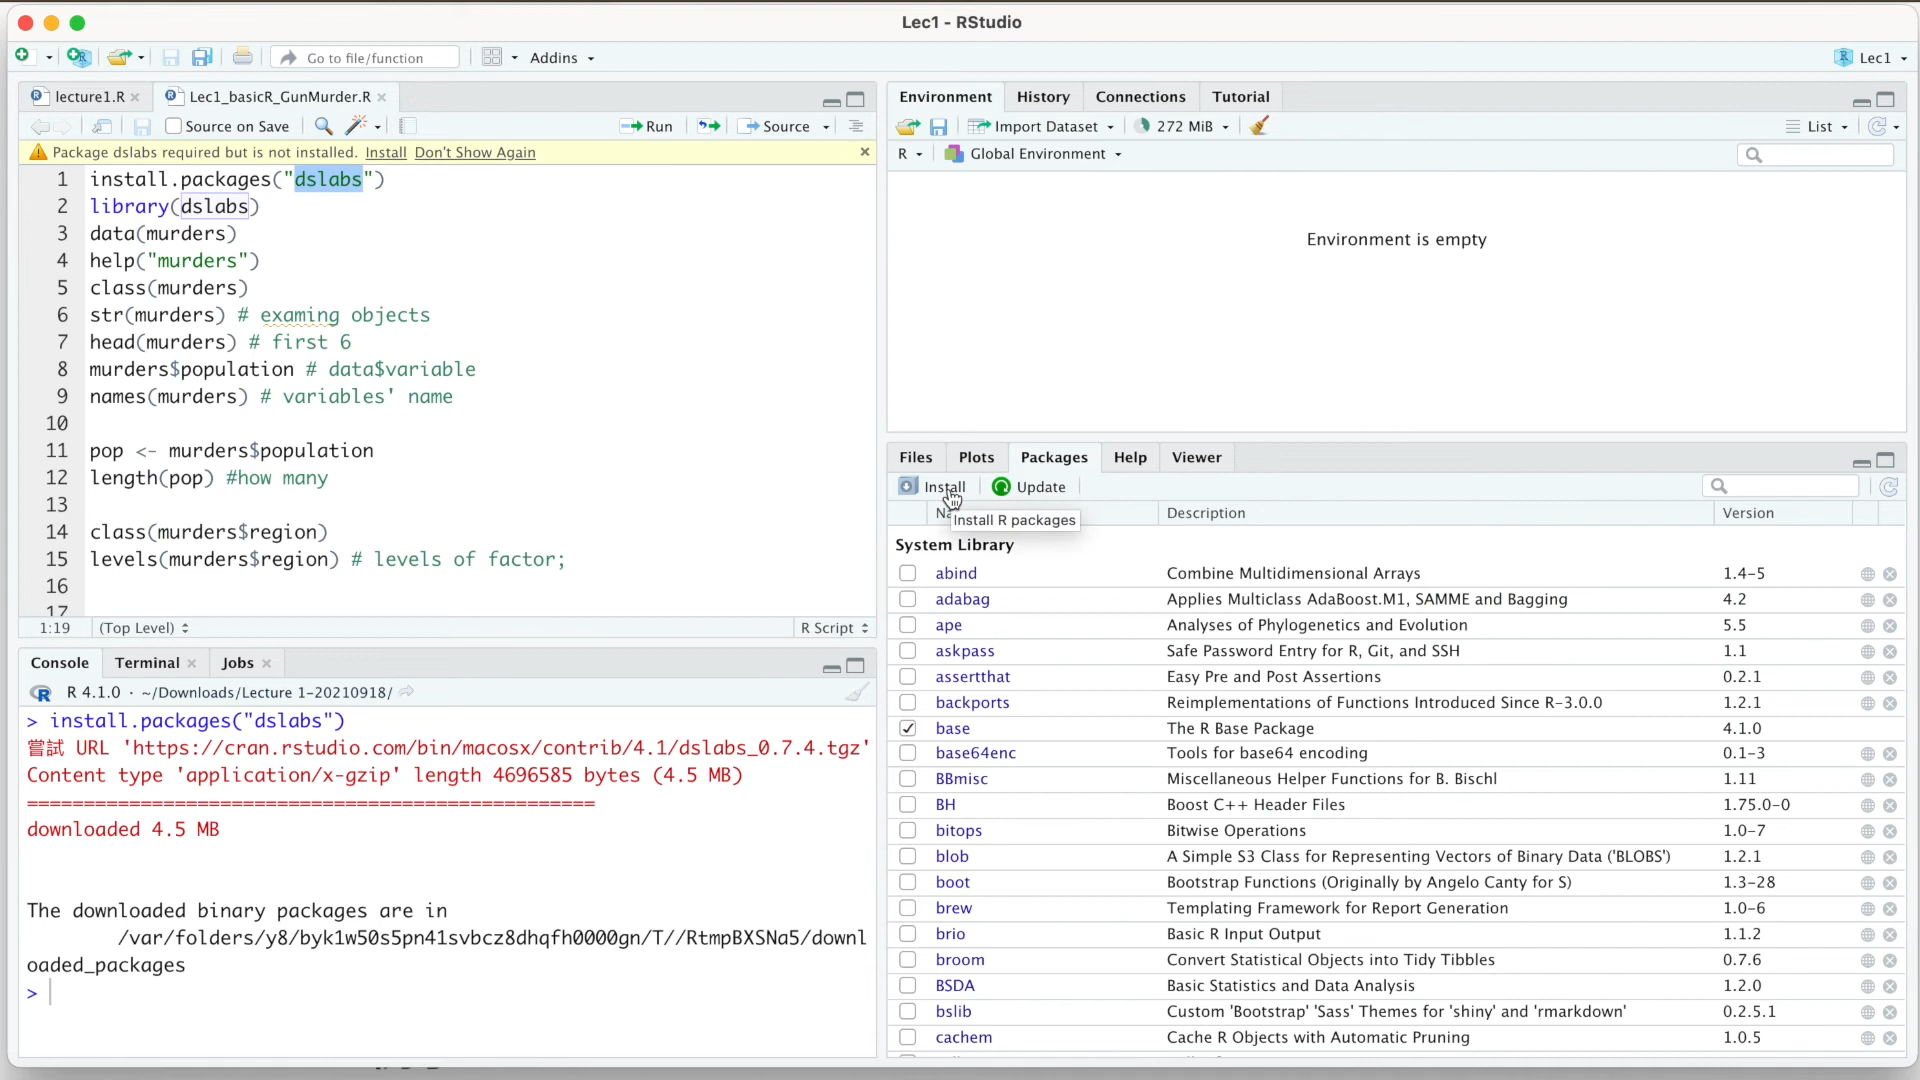 Lec1 - RStudio
Go to file/function
Addins
Lec1
lecture1.R
Lec1_basicR_GunMurder.R
Source on Save
Run
Source
Package dslabs required but is not installed. Install Don't Show Again
1 install.packages("dslabs")
2 library(dslabs)
3 data(murders)
4 help("murders")
5 class(murders)
6 str(murders) # examing objects
7 head(murders) # first 6
8 murders$population # data$variable
9 names(murders) # variables' name
10
11 pop <- murders$population
12 length(pop) #how many
13
14 class(murders$region)
15 levels(murders$region) # levels of factor;
16
17
1:19 (Top Level) R Script
Console Terminal Jobs
R 4.1.0 · ~/Downloads/Lecture 1-20210918/
> install.packages("dslabs")
嘗試 URL 'https://cran.rstudio.com/bin/macosx/contrib/4.1/dslabs_0.7.4.tgz'
Content type 'application/x-gzip' length 4696585 bytes (4.5 MB)
==================================================
downloaded 4.5 MB
The downloaded binary packages are in
/var/folders/y8/byk1w50s5pn41svbcz8dhqfh0000gn/T//RtmpBXSNa5/downl
oaded_packages
>
Environment History Connections Tutorial
Import Dataset 272 MiB List
R Global Environment
Environment is empty
Files Plots Packages Help Viewer
Install Update
Description Version
Install R packages
System Library
abind Combine Multidimensional Arrays 1.4-5
adabag Applies Multiclass AdaBoost.M1, SAMME and Bagging 4.2
ape Analyses of Phylogenetics and Evolution 5.5
askpass Safe Password Entry for R, Git, and SSH 1.1
assertthat Easy Pre and Post Assertions 0.2.1
backports Reimplementations of Functions Introduced Since R-3.0.0 1.2.1
base The R Base Package 4.1.0
base64enc Tools for base64 encoding 0.1-3
BBmisc Miscellaneous Helper Functions for B. Bischl 1.11
BH Boost C++ Header Files 1.75.0-0
bitops Bitwise Operations 1.0-7
blob A Simple S3 Class for Representing Vectors of Binary Data ('BLOBS') 1.2.1
boot Bootstrap Functions (Originally by Angelo Canty for S) 1.3-28
brew Templating Framework for Report Generation 1.0-6
brio Basic R Input Output 1.1.2
broom Convert Statistical Objects into Tidy Tibbles 0.7.6
BSDA Basic Statistics and Data Analysis 1.2.0
bslib Custom 'Bootstrap' 'Sass' Themes for 'shiny' and 'rmarkdown' 0.2.5.1
cachem Cache R Objects with Automatic Pruning 1.0.5